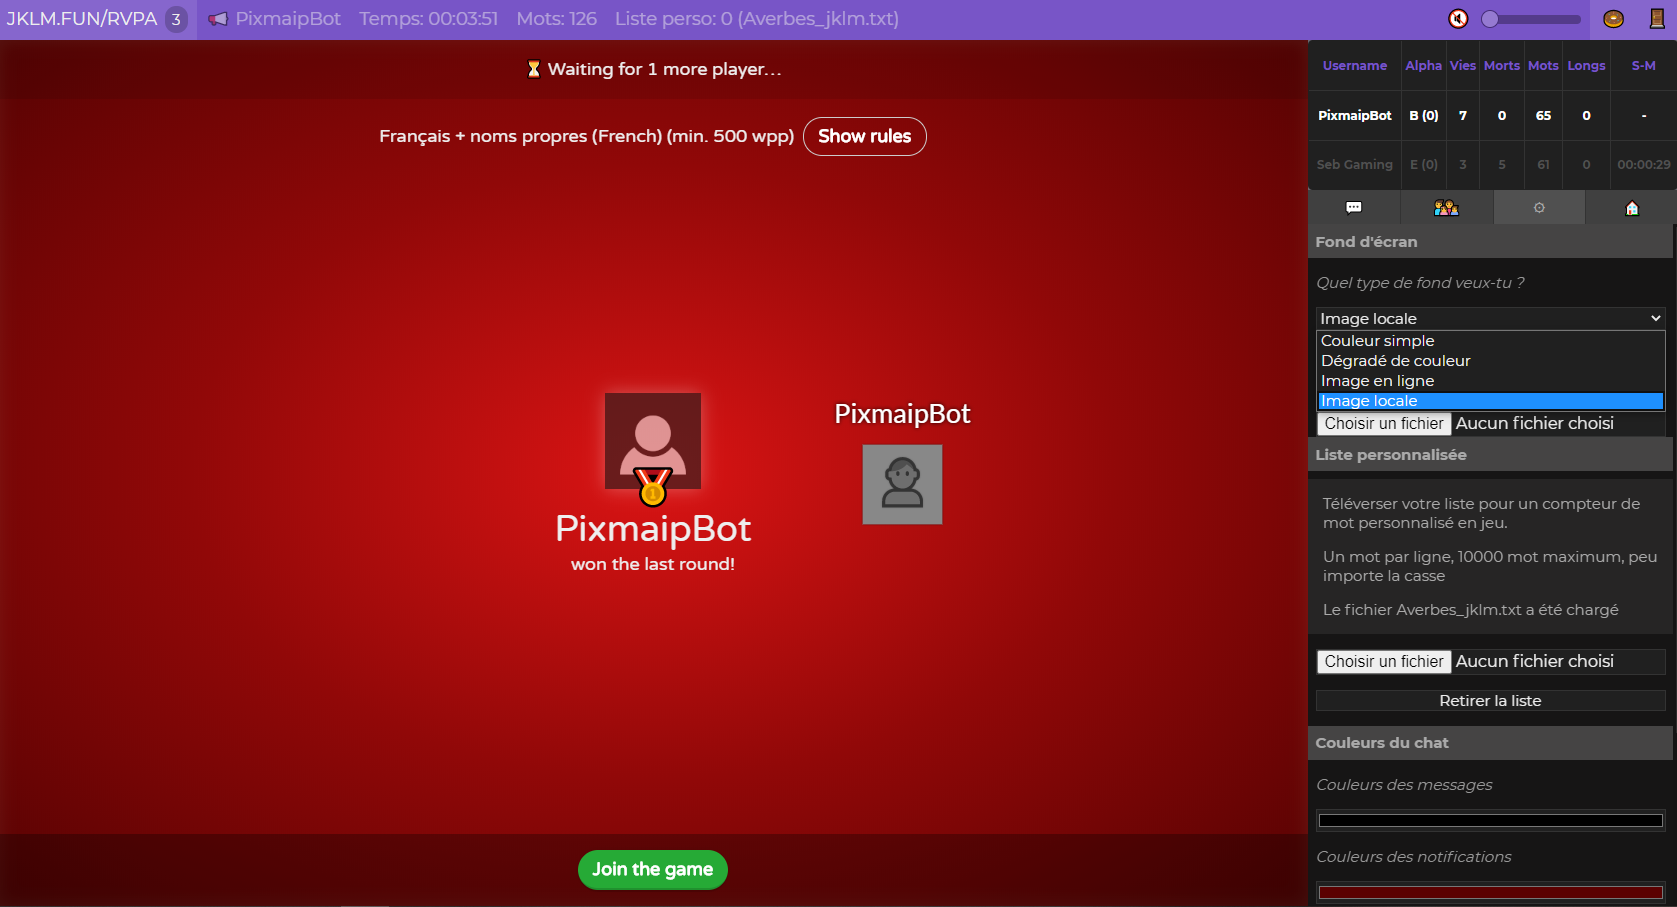 JKLM.FUN/RVPA 3 PixmaipBot Temps: 00:03:51 Mots: 126 Liste perso: 0 (Averbes_jklm.txt)
Waiting for 1 more player…
Français + noms propres (French) (min. 500 wpp) Show rules
PixmaipBot
1
PixmaipBot
won the last round!
Join the game
Username Alpha Vies Morts Mots Longs S-M
PixmaipBot B (0) 7 0 65 0 -
Seb Gaming E (0) 3 5 61 0 00:00:29
Fond d'écran
Quel type de fond veux-tu ?
Image locale
Couleur simple
Dégradé de couleur
Image en ligne
Image locale
Choisir un fichier Aucun fichier choisi
Liste personnalisée
Téléverser votre liste pour un compteur de
mot personnalisé en jeu.
Un mot par ligne, 10000 mot maximum, peu
importe la casse
Le fichier Averbes_jklm.txt a été chargé
Choisir un fichier Aucun fichier choisi
Retirer la liste
Couleurs du chat
Couleurs des messages
Couleurs des notifications